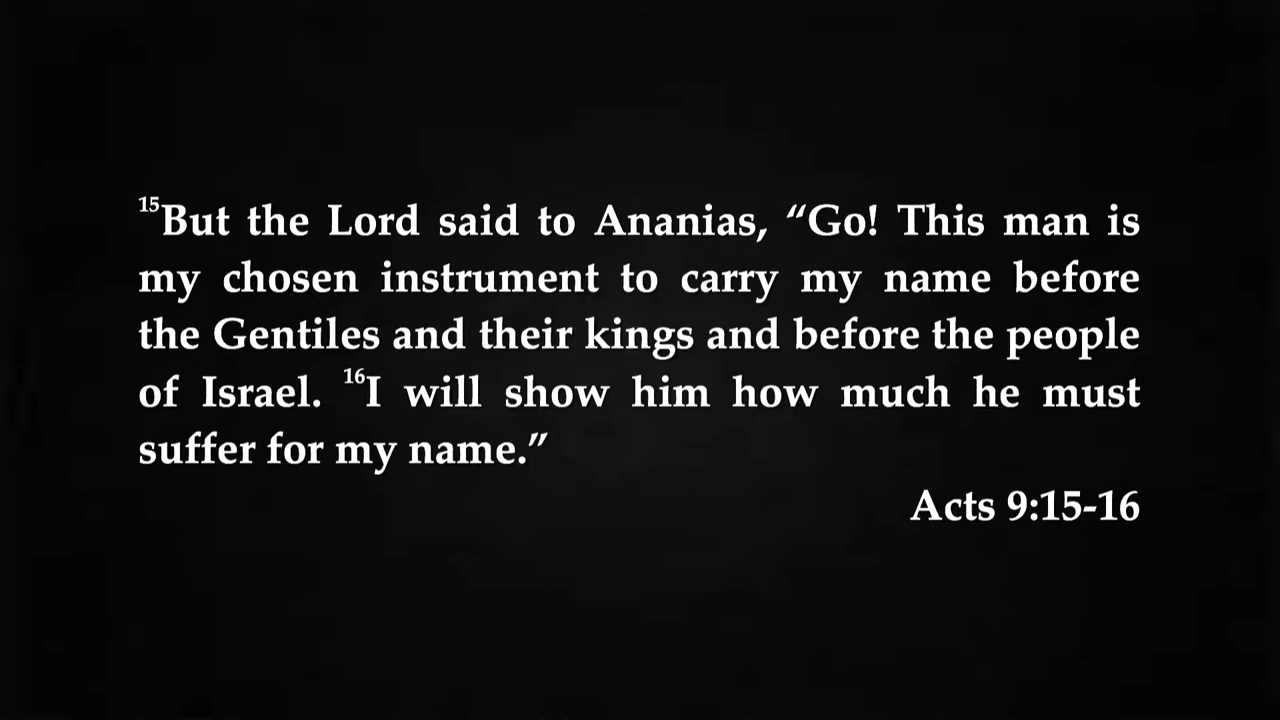 ¹⁵But the Lord said to Ananias, “Go! This man is
my chosen instrument to carry my name before
the Gentiles and their kings and before the people
of Israel. ¹⁶I will show him how much he must
suffer for my name.”
Acts 9:15-16